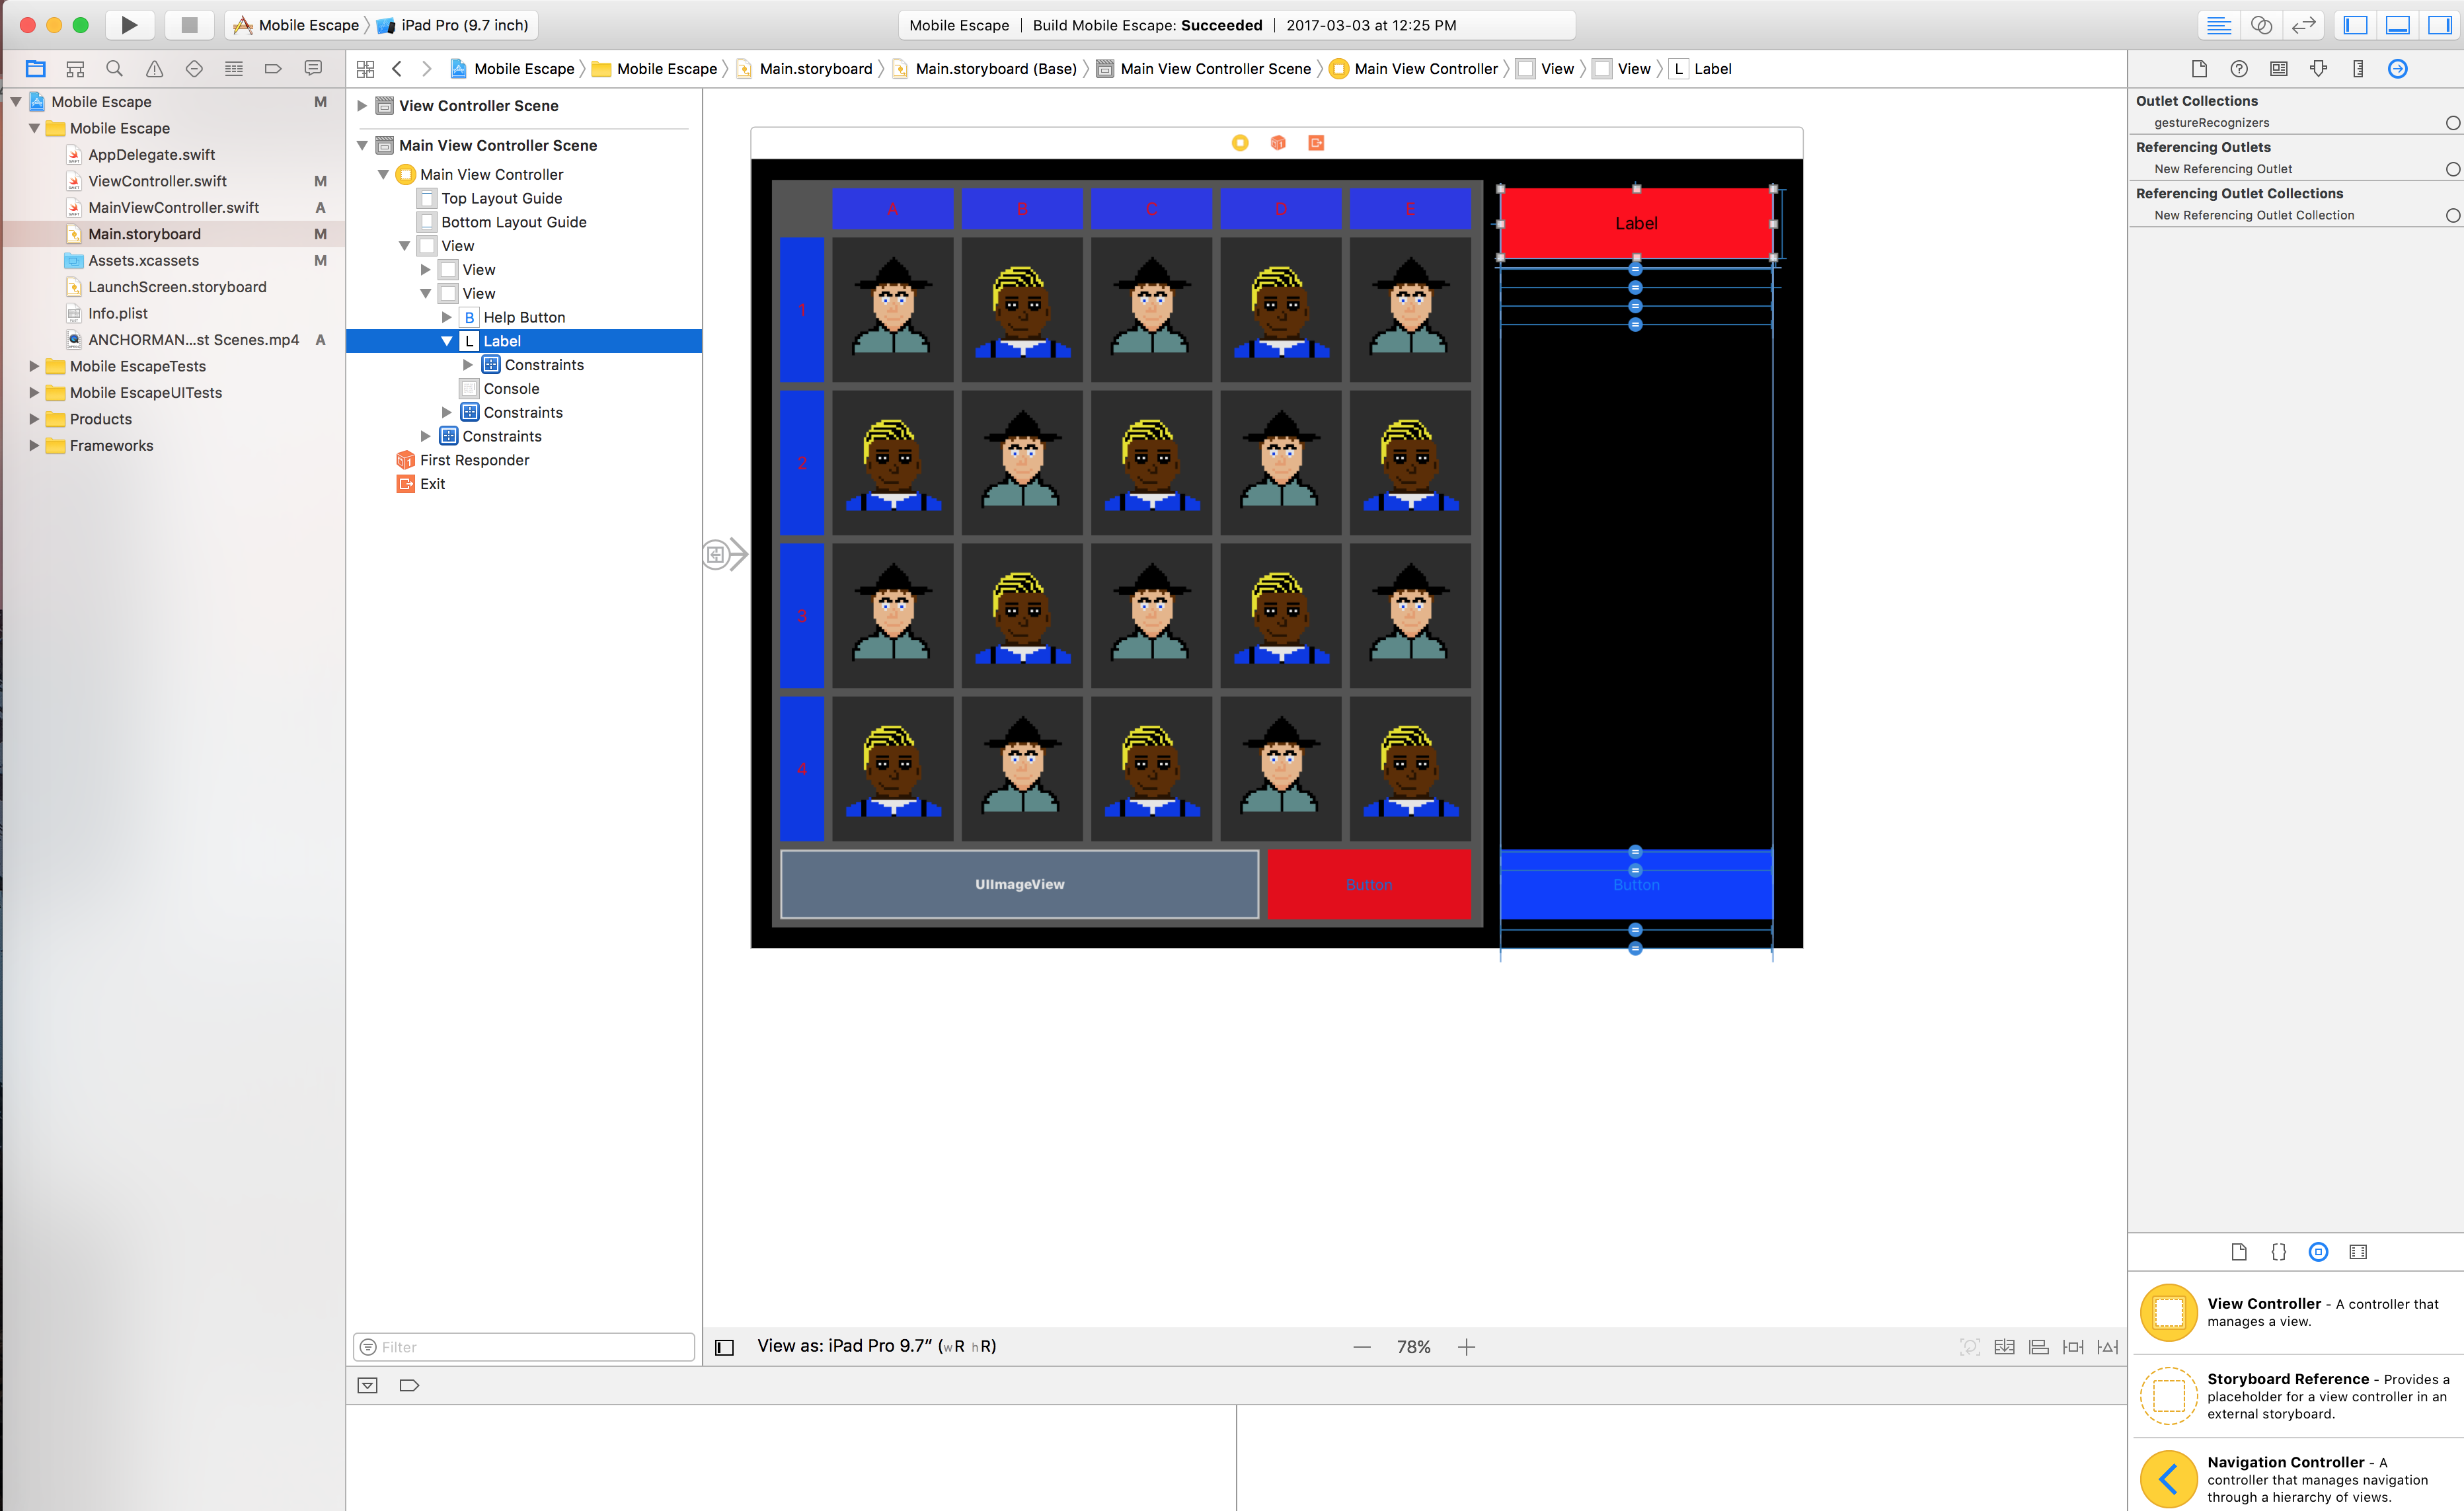 Mobile Escape iPad Pro (9.7 inch)
Mobile Escape | Build Mobile Escape: Succeeded | 2017-03-03 at 12:25 PM
Mobile Escape Mobile Escape Main.storyboard Main.storyboard (Base) Main View Controller Scene Main View Controller View View L Label
Mobile Escape M
Mobile Escape
AppDelegate.swift
ViewController.swift M
MainViewController.swift A
Main.storyboard M
Assets.xcassets M
LaunchScreen.storyboard
Info.plist
ANCHORMAN...st Scenes.mp4 A
Mobile EscapeTests
Mobile EscapeUITests
Products
Frameworks
View Controller Scene
Main View Controller Scene
Main View Controller
Top Layout Guide
Bottom Layout Guide
View
View
View
B Help Button
L Label
Constraints
Console
Constraints
Constraints
First Responder
Exit
Filter
A B C D E
1
2
3
4
UIImageView
Button
Label
Button
View as: iPad Pro 9.7” (wR hR)
78%
Outlet Collections
gestureRecognizers
Referencing Outlets
New Referencing Outlet
Referencing Outlet Collections
New Referencing Outlet Collection
View Controller - A controller that
manages a view.
Storyboard Reference - Provides a
placeholder for a view controller in an
external storyboard.
Navigation Controller - A
controller that manages navigation
through a hierarchy of views.